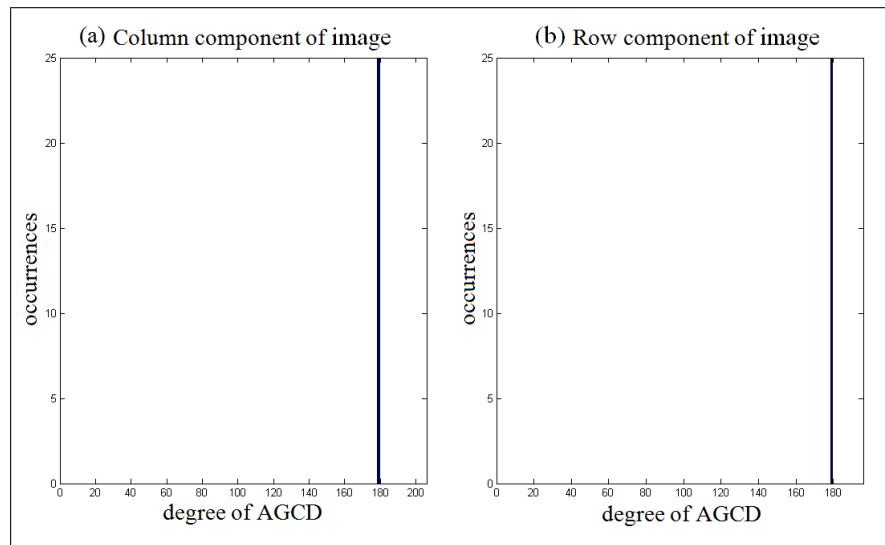 (a) Column component of image
25
20
15
10
5
0
occurrences
0 20 40 60 80 100 120 140 160 180 200
degree of AGCD
(b) Row component of image
25
20
15
10
5
0
occurrences
0 20 40 60 80 100 120 140 160 180
degree of AGCD